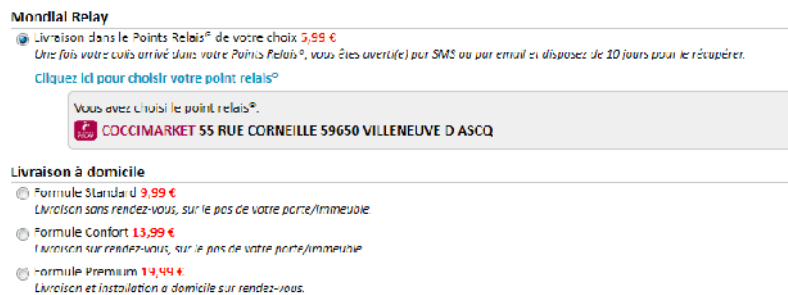 Mondial Relay
Livraison dans le Points Relais® de votre choix 5,99 €
Une fois votre colis arrivé dans votre Points Relais®, vous êtes averti(e) par SMS ou par email et disposez de 10 jours pour le récupérer.
Cliquez ici pour choisir votre point relais®
Vous avez choisi le point relais®:
COCCIMARKET 55 RUE CORNEILLE 59650 VILLENEUVE D ASCQ
Livraison à domicile
Formule Standard 9,99 €
Livraison sans rendez-vous, sur le pas de votre porte/immeuble.
Formule Confort 13,99 €
Livraison sur rendez-vous, sur le pas de votre porte/immeuble
Formule Premium 19,99 €
Livraison et installation a domicile sur rendez-vous.